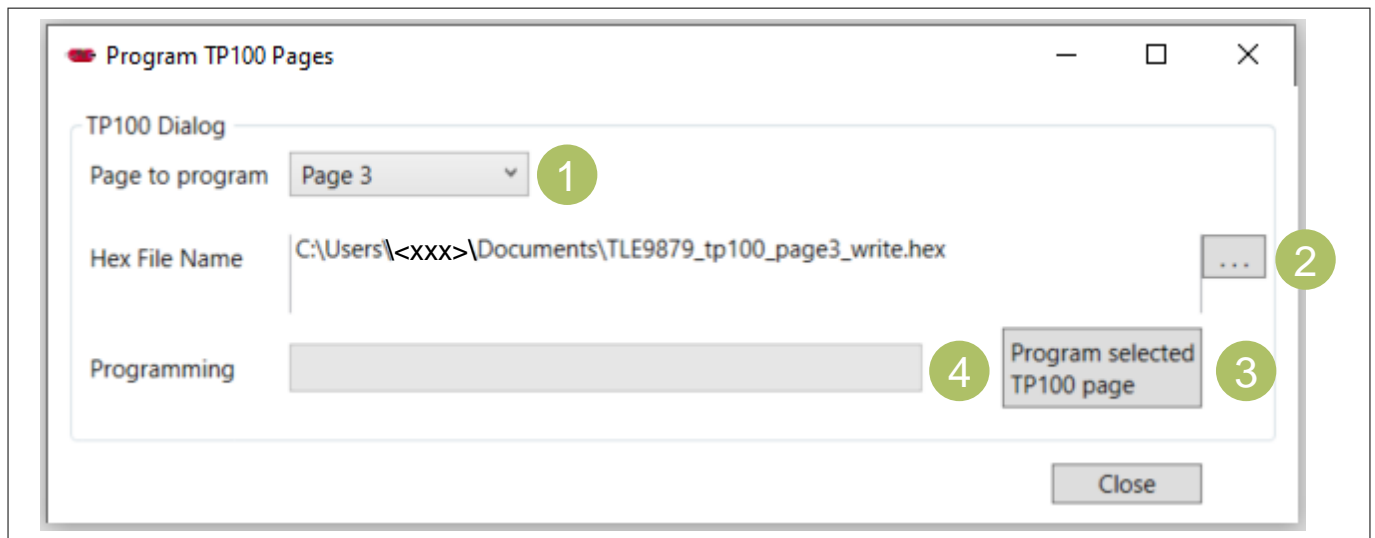 Program TP100 Pages
TP100 Dialog
Page to program Page 3 1
Hex File Name C:\Users\\<xxx>\Documents\TLE9879_tp100_page3_write.hex ... 2
Programming 4 Program selected 3
TP100 page
Close